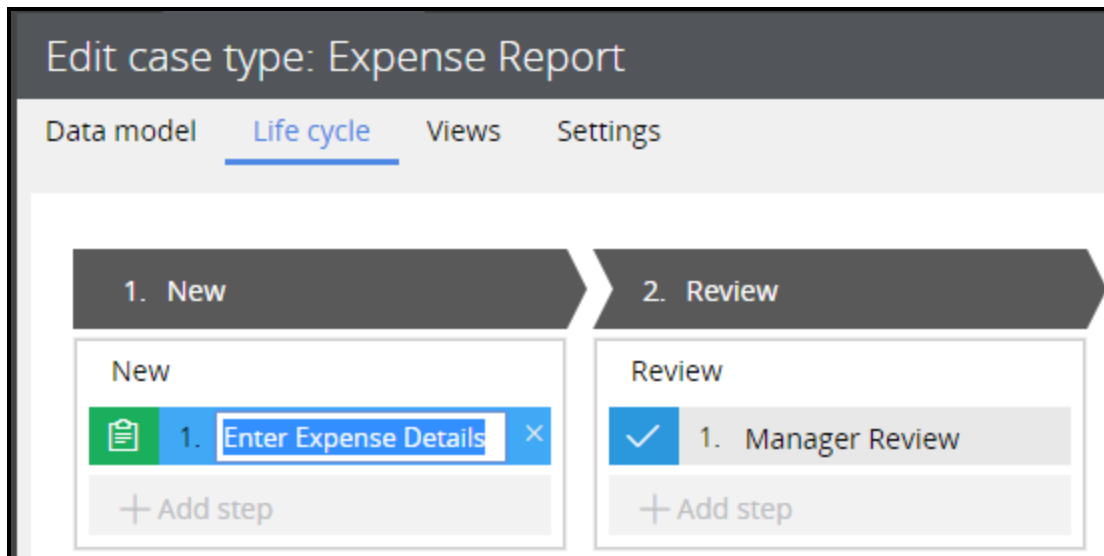 Edit case type: Expense Report
Data model Life cycle Views Settings
1. New
2. Review
New
1. Enter Expense Details ×
+ Add step
Review
1. Manager Review
+ Add step